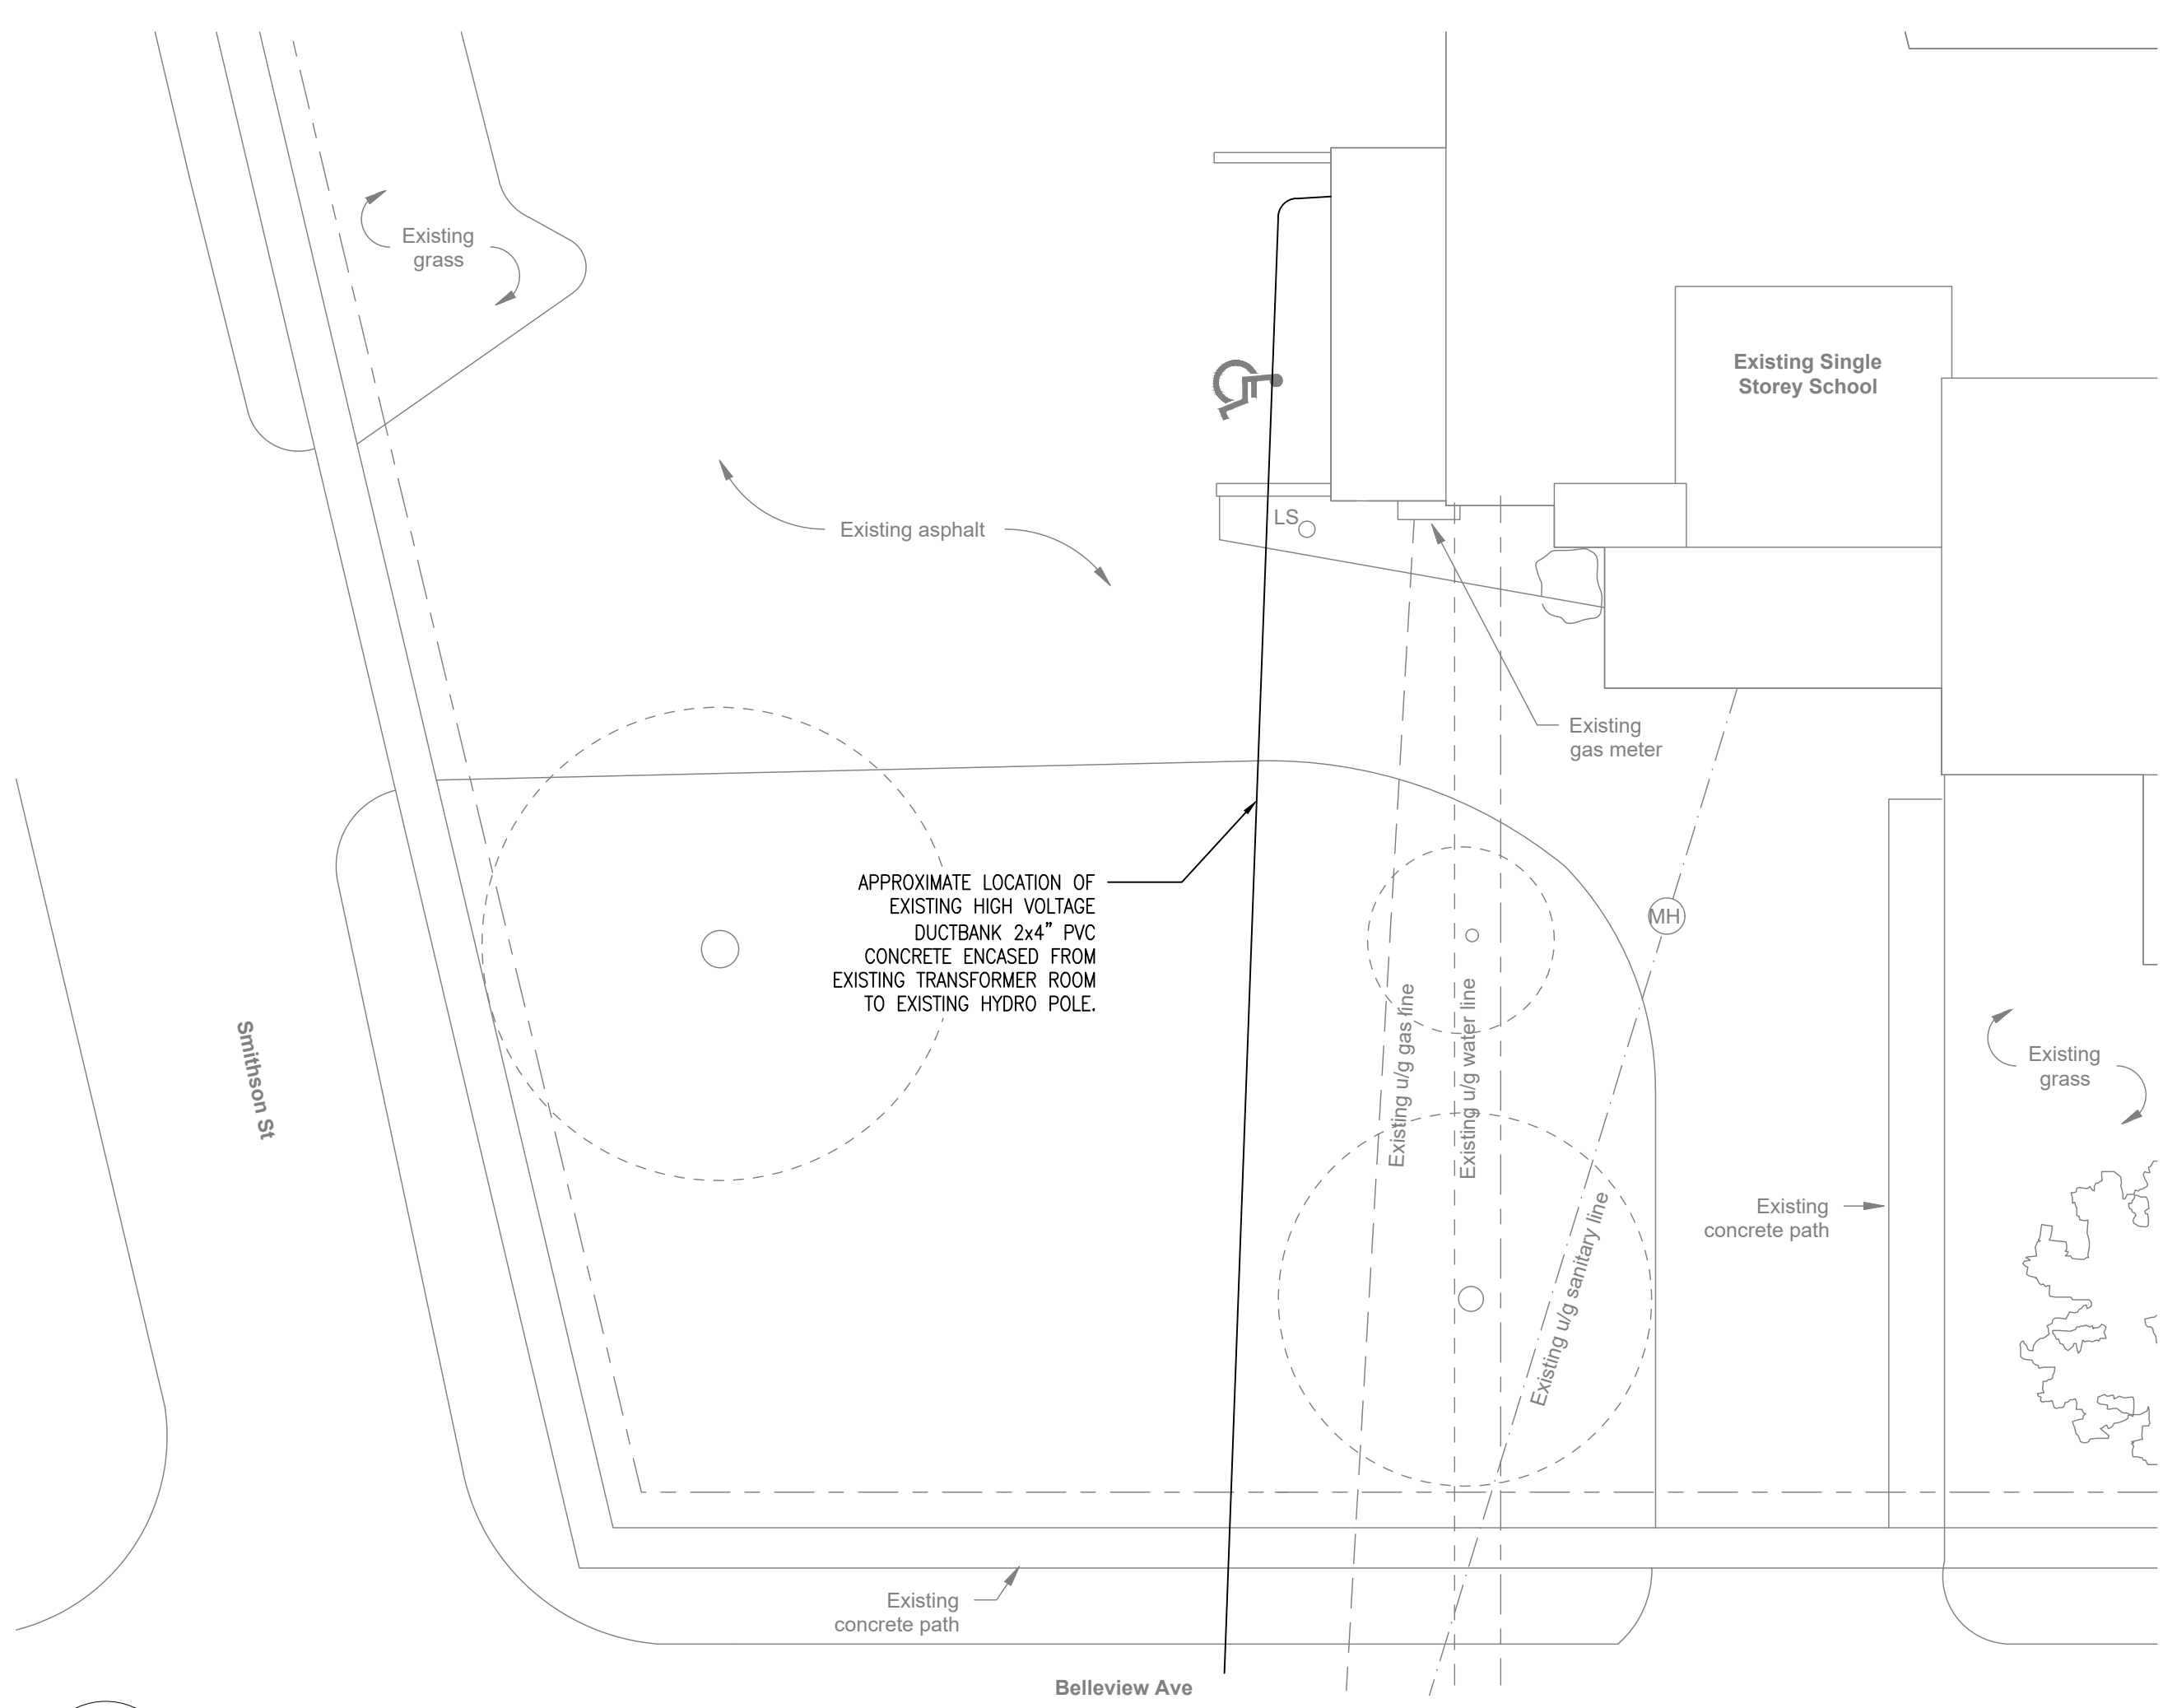 Existing
grass
Existing Single
Storey School
LS
Existing asphalt
Existing
gas meter
APPROXIMATE LOCATION OF
EXISTING HIGH VOLTAGE
DUCTBANK 2x4” PVC
CONCRETE ENCASED FROM
EXISTING TRANSFORMER ROOM
TO EXISTING HYDRO POLE.
MH
Smithson St
Existing u/g gas line
Existing u/g water line
Existing u/g sanitary line
Existing
grass
Existing
concrete path
Existing
concrete path
Belleview Ave